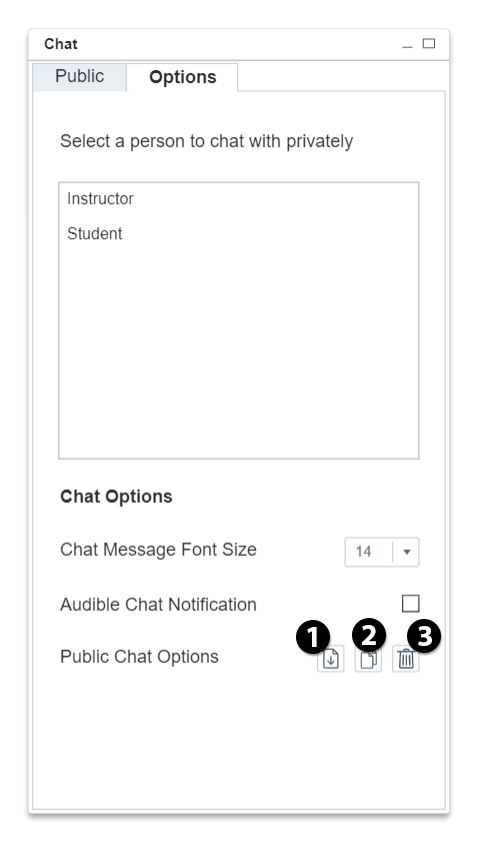 Chat
Public Options
Select a person to chat with privately
Instructor
Student
Chat Options
Chat Message Font Size 14
Audible Chat Notification
1 2 3
Public Chat Options